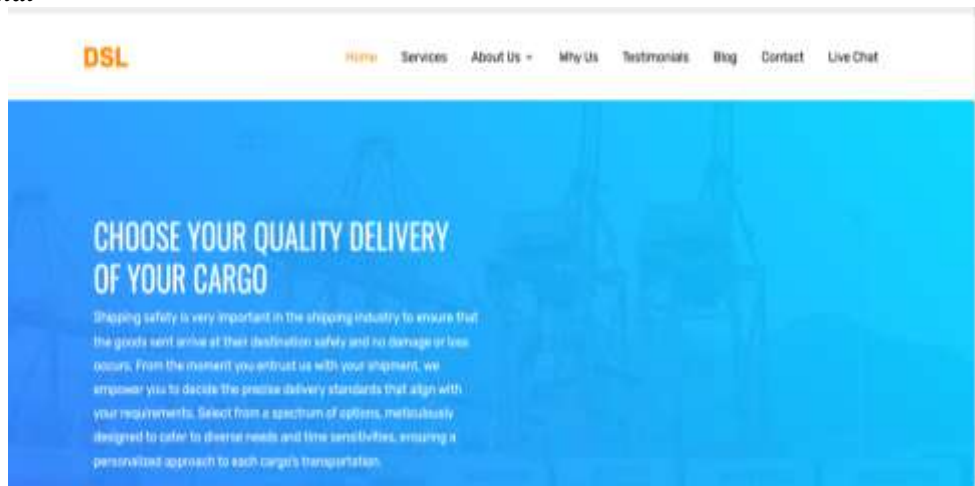 DSL
Home Services About Us Why Us Testimonials Blog Contact Live Chat
CHOOSE YOUR QUALITY DELIVERY
OF YOUR CARGO
Shipping safety is very important in the shipping industry to ensure that
the goods sent arrive at their destination safely and no damage or loss
occurs. From the moment you entrust us with your shipment, we
empower you to decide the precise delivery standards that align with
your requirements. Select from a spectrum of options, meticulously
designed to cater to diverse needs and time sensitivities, ensuring a
personalized approach to each cargo's transportation.